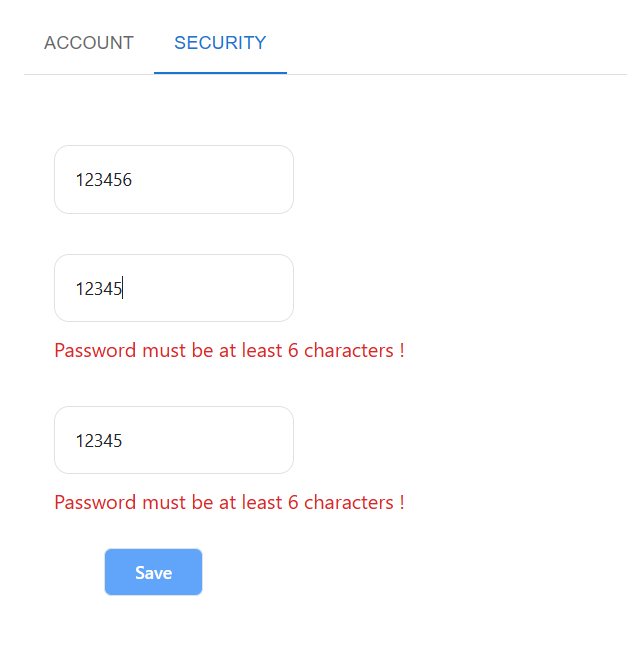 ACCOUNT SECURITY
123456
12345
Password must be at least 6 characters !
12345
Password must be at least 6 characters !
Save